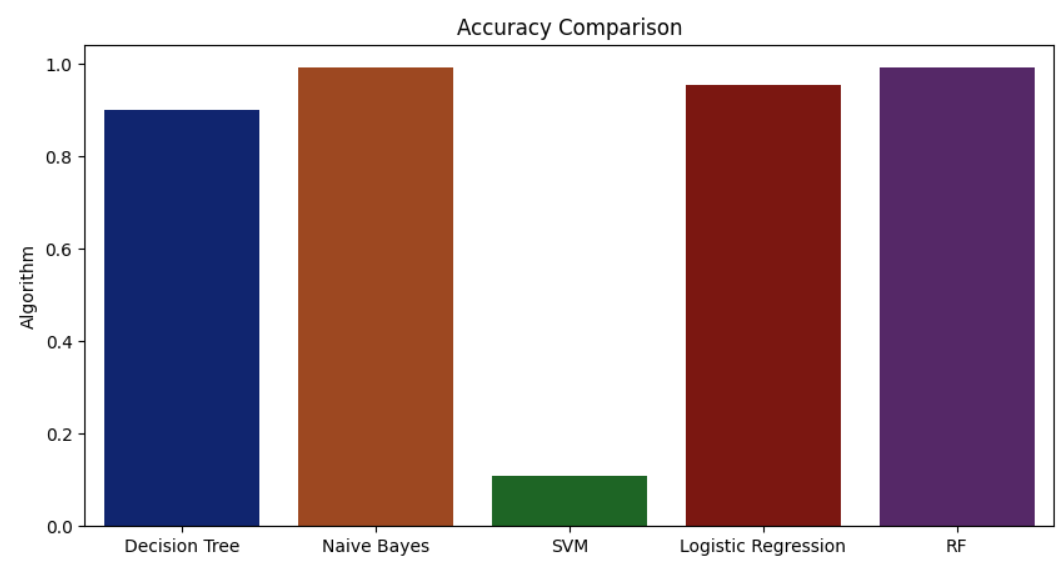 Accuracy Comparison
1.0
0.8
0.6
0.4
0.2
0.0
Algorithm
Decision Tree
Naive Bayes
SVM
Logistic Regression
RF